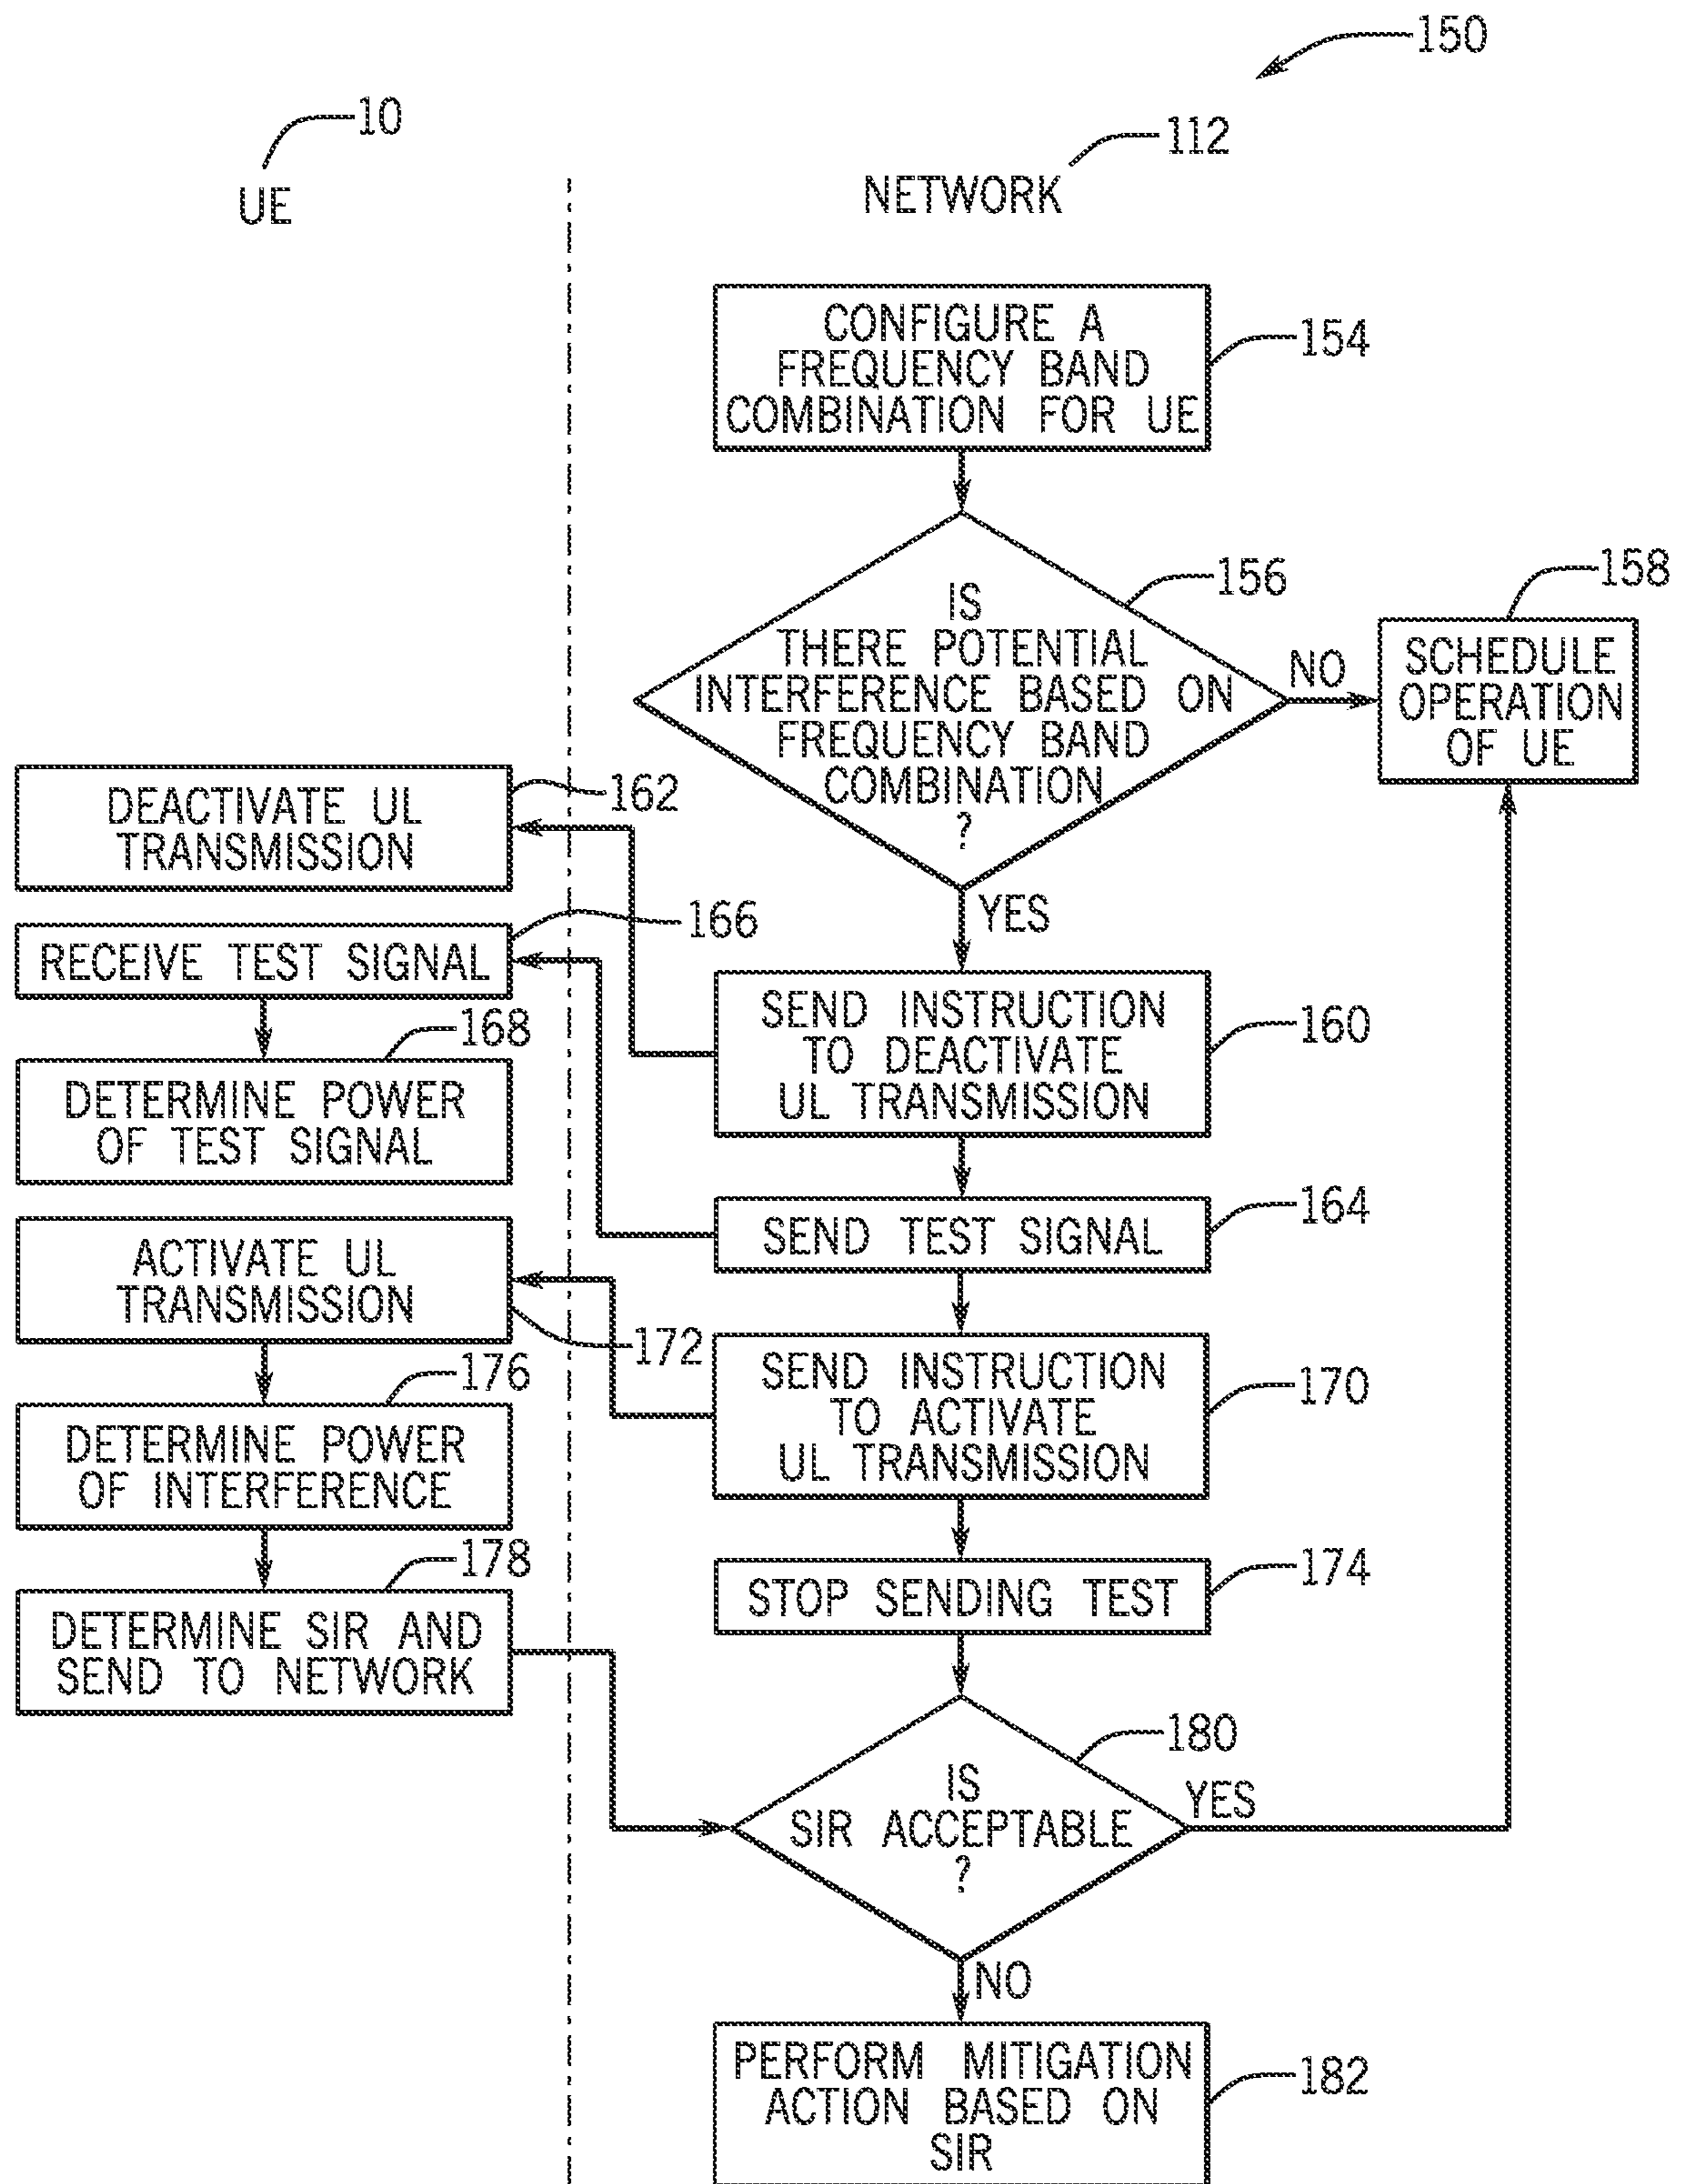 150
10
UE
112
NETWORK
CONFIGURE A
FREQUENCY BAND
COMBINATION FOR UE
154
IS
THERE POTENTIAL
INTERFERENCE BASED ON
FREQUENCY BAND
COMBINATION
?
156
NO
158
SCHEDULE
OPERATION
OF UE
YES
DEACTIVATE UL
TRANSMISSION
162
RECEIVE TEST SIGNAL
166
SEND INSTRUCTION
TO DEACTIVATE
UL TRANSMISSION
160
168
DETERMINE POWER
OF TEST SIGNAL
SEND TEST SIGNAL
164
ACTIVATE UL
TRANSMISSION
172
SEND INSTRUCTION
TO ACTIVATE
UL TRANSMISSION
170
176
DETERMINE POWER
OF INTERFERENCE
STOP SENDING TEST
174
178
DETERMINE SIR AND
SEND TO NETWORK
IS
SIR ACCEPTABLE
?
180
YES
NO
PERFORM MITIGATION
ACTION BASED ON
SIR
182